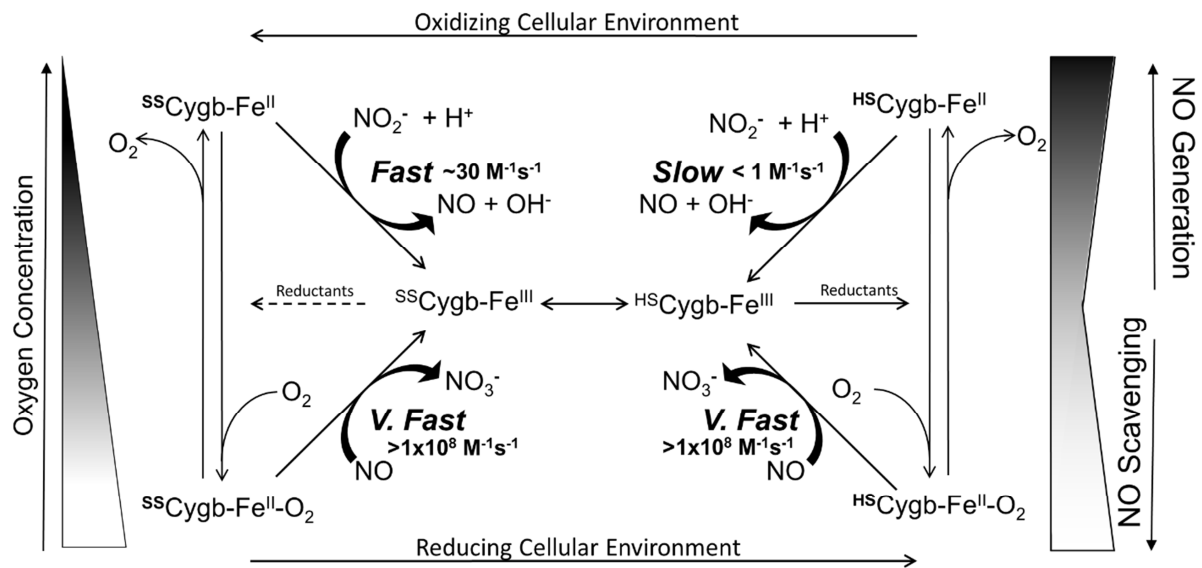 Oxidizing Cellular Environment
Oxygen Concentration
SSCygb-FeII
O2
NO2- + H+
Fast ~30 M-1s-1
NO + OH-
HSCygb-FeII
O2
NO2- + H+
Slow < 1 M-1s-1
NO + OH-
NO Generation
Reductants
SSCygb-FeIII
HSCygb-FeIII
Reductants
O2
NO3-
V. Fast
>1x108 M-1s-1
NO
NO3-
O2
V. Fast
>1x108 M-1s-1
NO
NO Scavenging
SSCygb-FeII-O2
HSCygb-FeII-O2
Reducing Cellular Environment